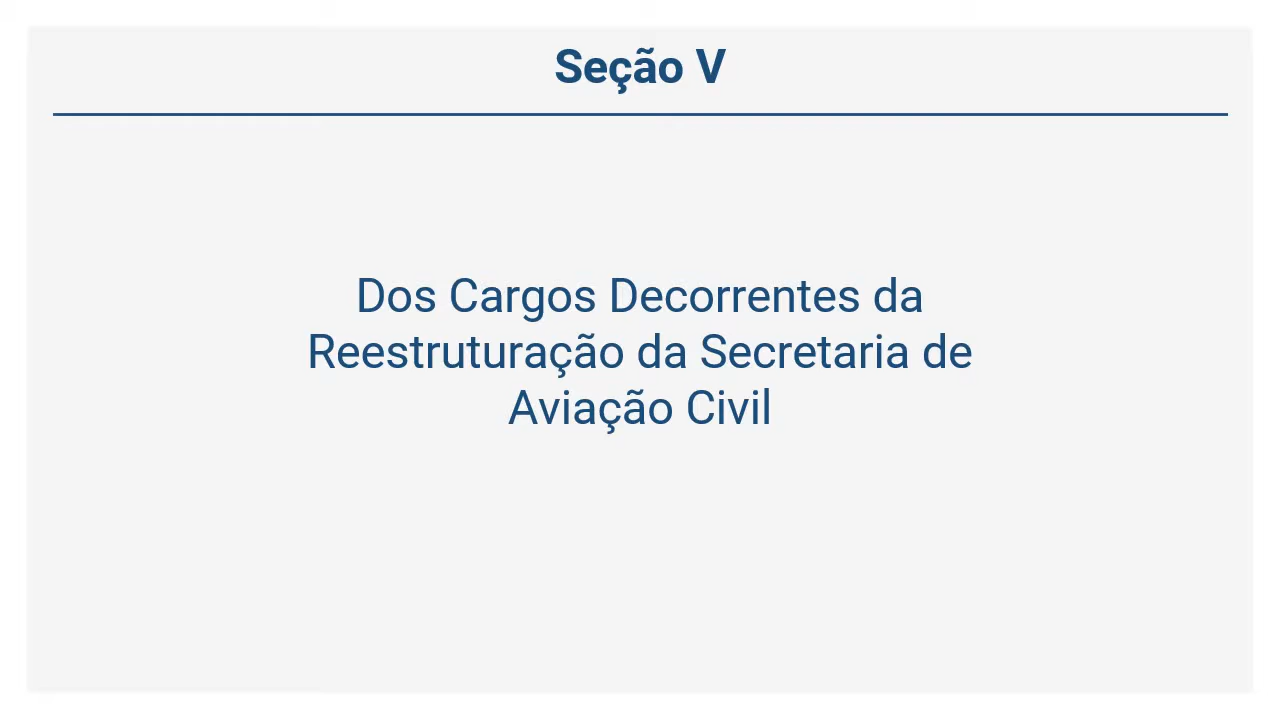 Seção V
Dos Cargos Decorrentes da
Reestruturação da Secretaria de
Aviação Civil